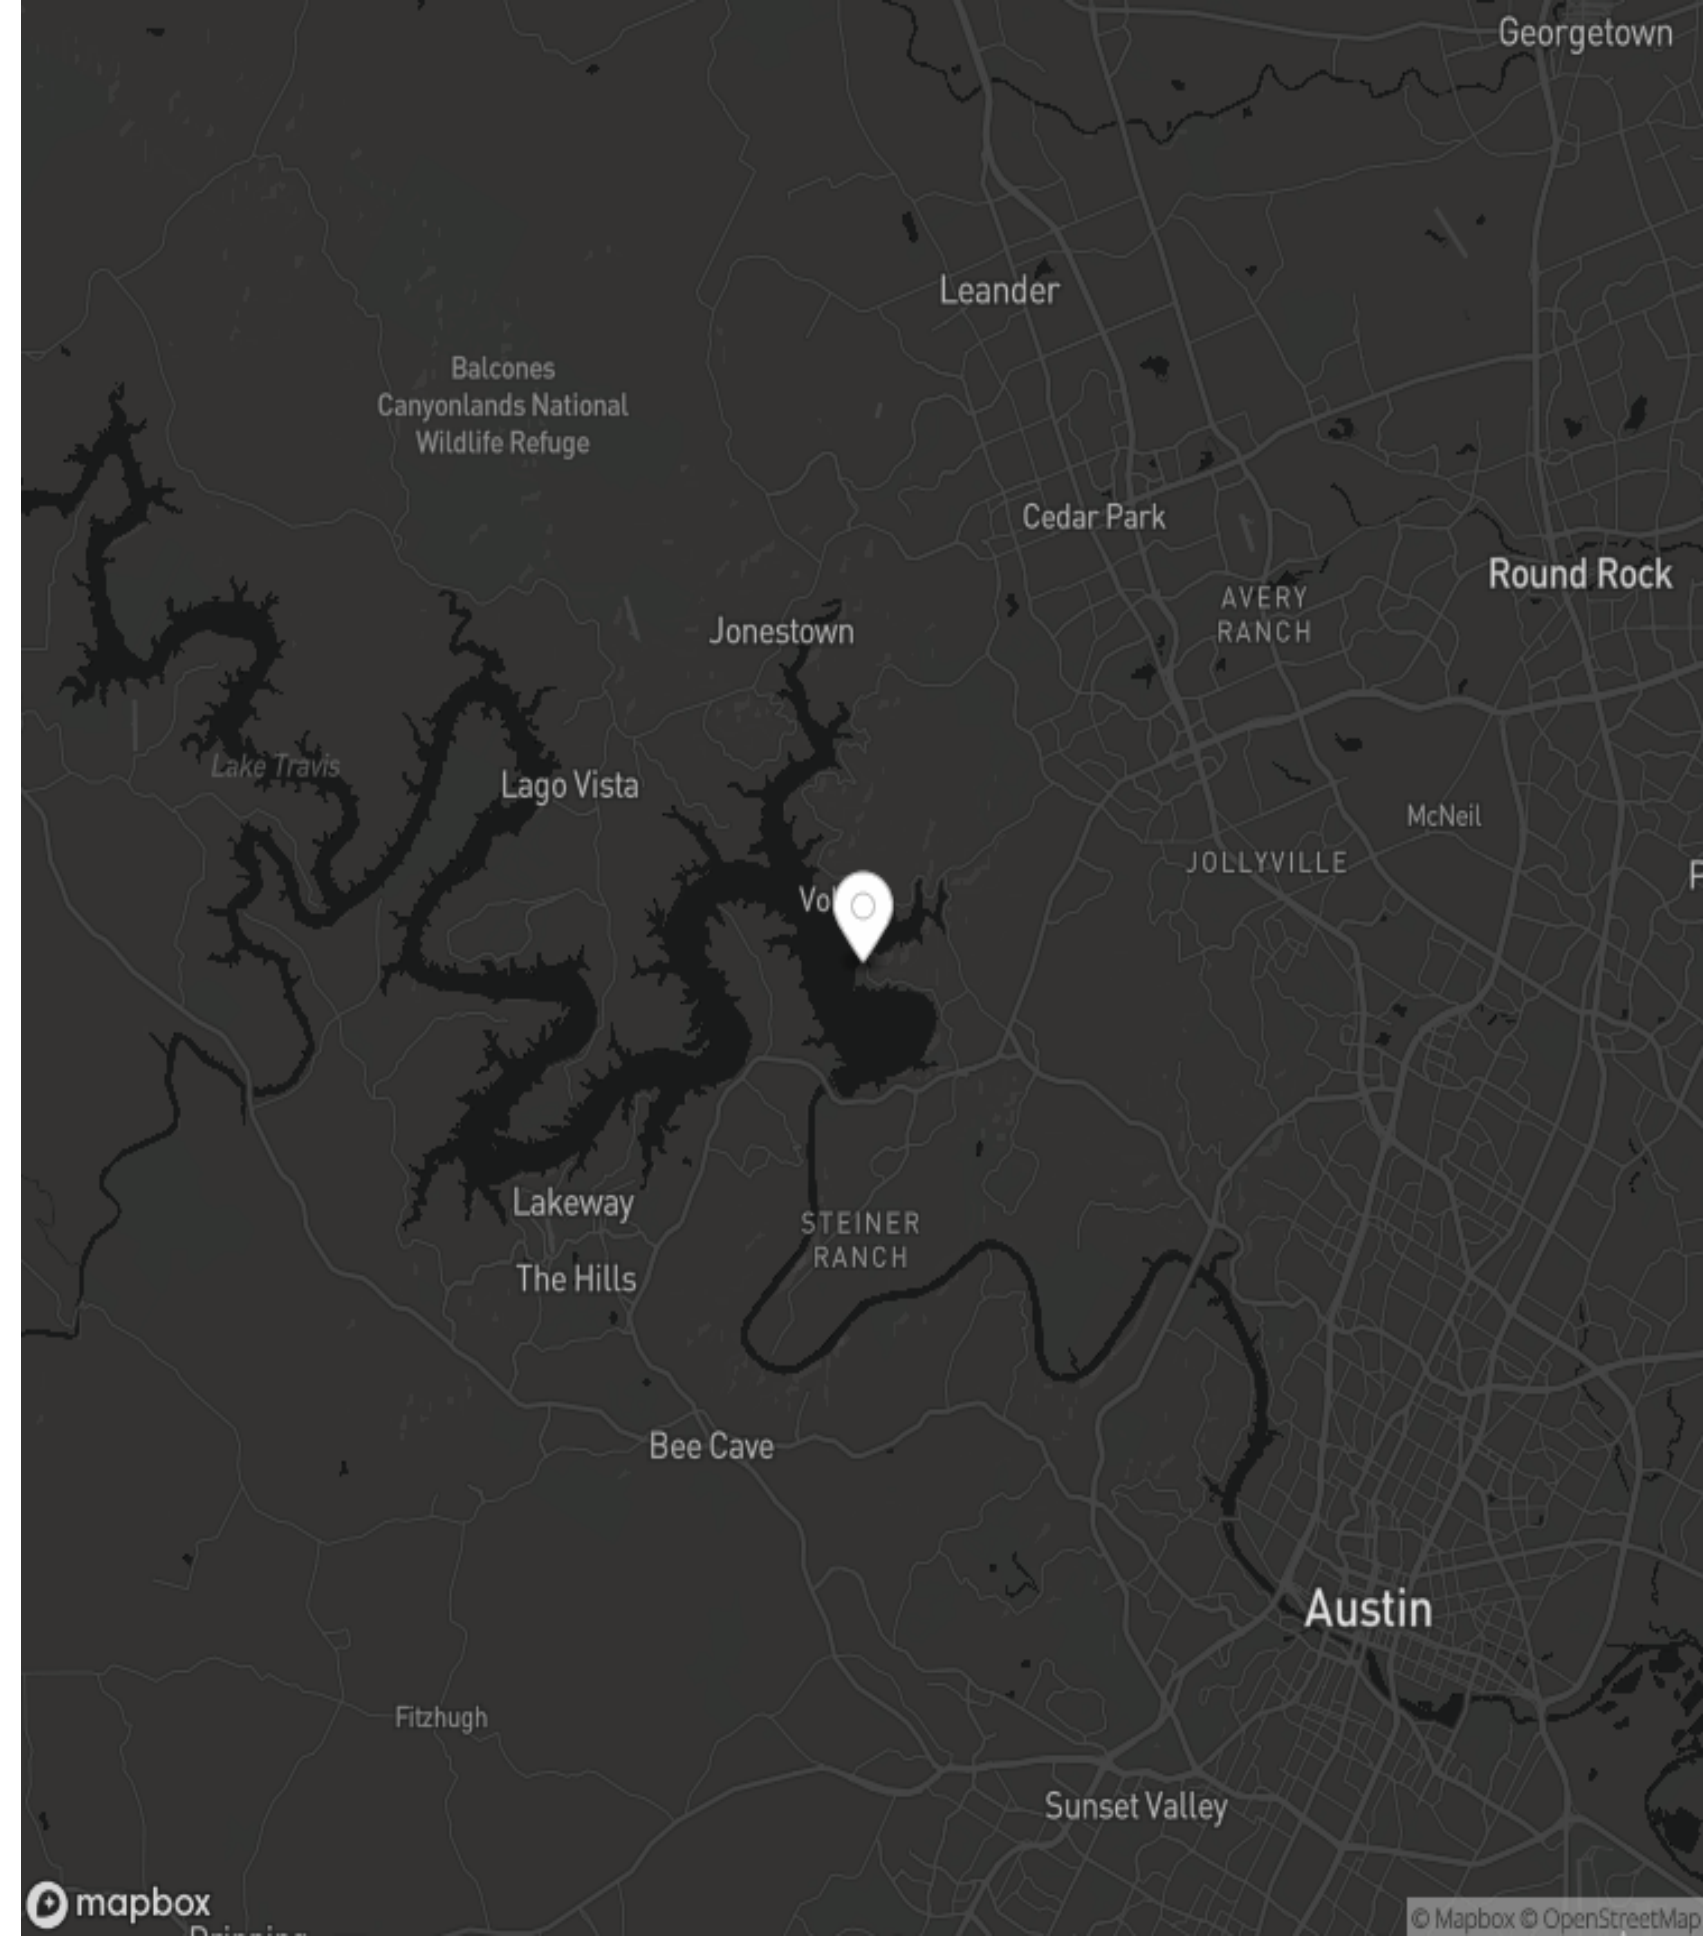 Georgetown
Leander
Balcones
Canyonlands National
Wildlife Refuge
Cedar Park
Round Rock
AVERY
RANCH
Jonestown
Lake Travis
Lago Vista
McNeil
JOLLYVILLE
Lakeway
STEINER
RANCH
The Hills
Bee Cave
Austin
Fitzhugh
Sunset Valley
mapbox
© Mapbox © OpenStreetMap